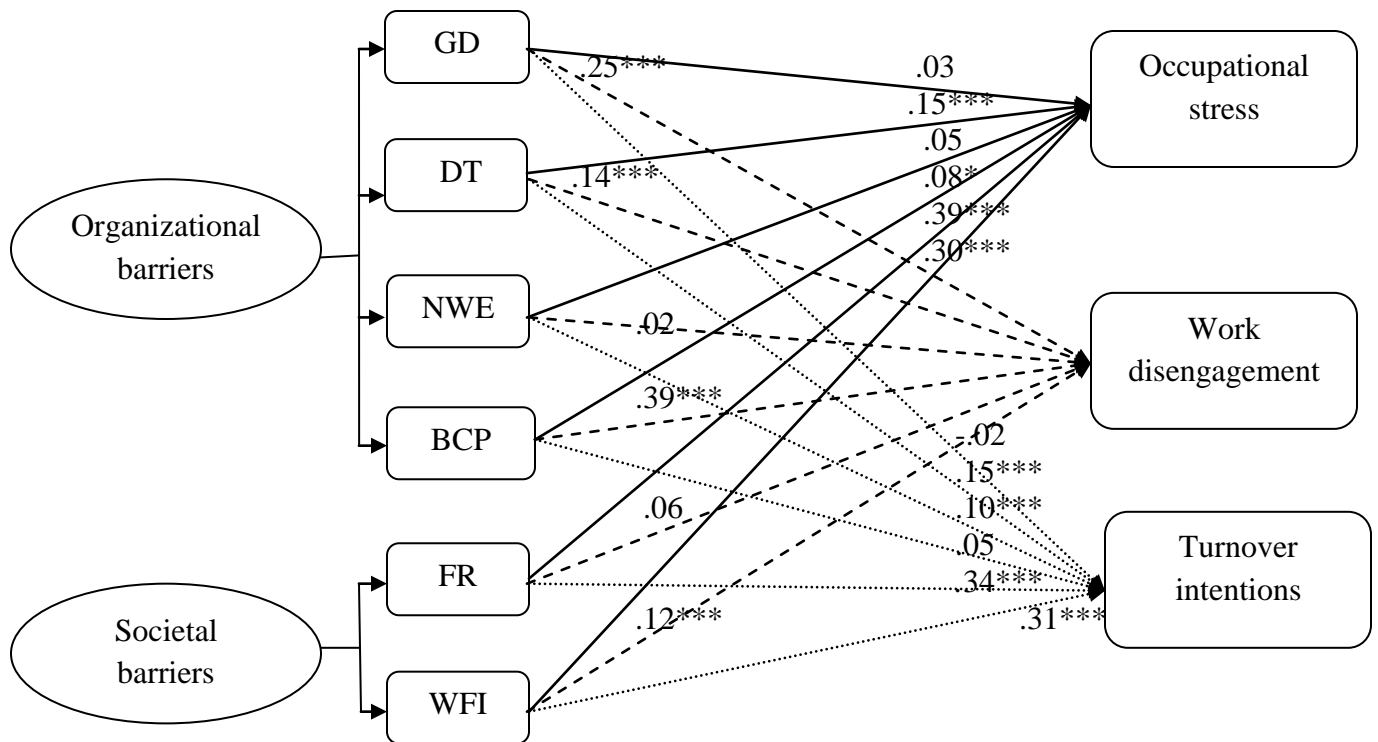 GD
.25***
.03
Occupational
stress
.15***
DT
.14***
.05
.08*
.39***
.30***
Organizational
barriers
NWE
.02
Work
disengagement
BCP
.39***
-.02
.15***
.10***
.05
.34***
.06
FR
Turnover
intentions
Societal
barriers
.12***
.31***
WFI